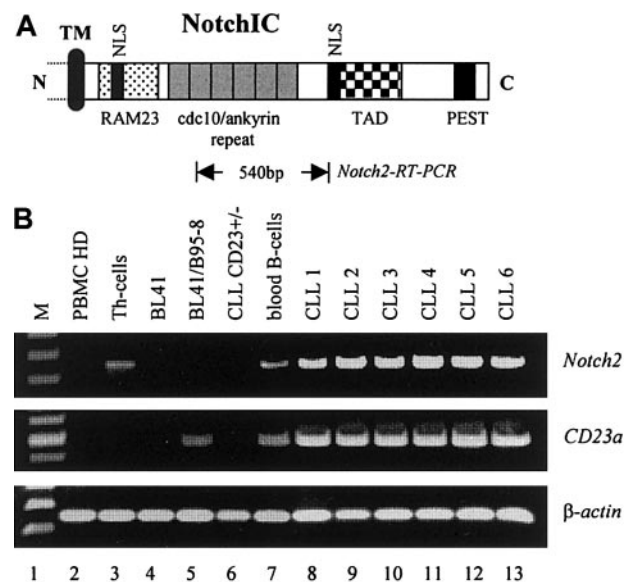 A
TM
NLS
NotchIC
NLS
N
C
RAM23
cdc10/ankyrin
repeat
TAD
PEST
540bp
Notch2-RT-PCR
B
M
PBMC HD
Th-cells
BL41
BL41/B95-8
CLL CD23+/-
blood B-cells
CLL 1
CLL 2
CLL 3
CLL 4
CLL 5
CLL 6
Notch2
CD23a
β-actin
1 2 3 4 5 6 7 8 9 10 11 12 13